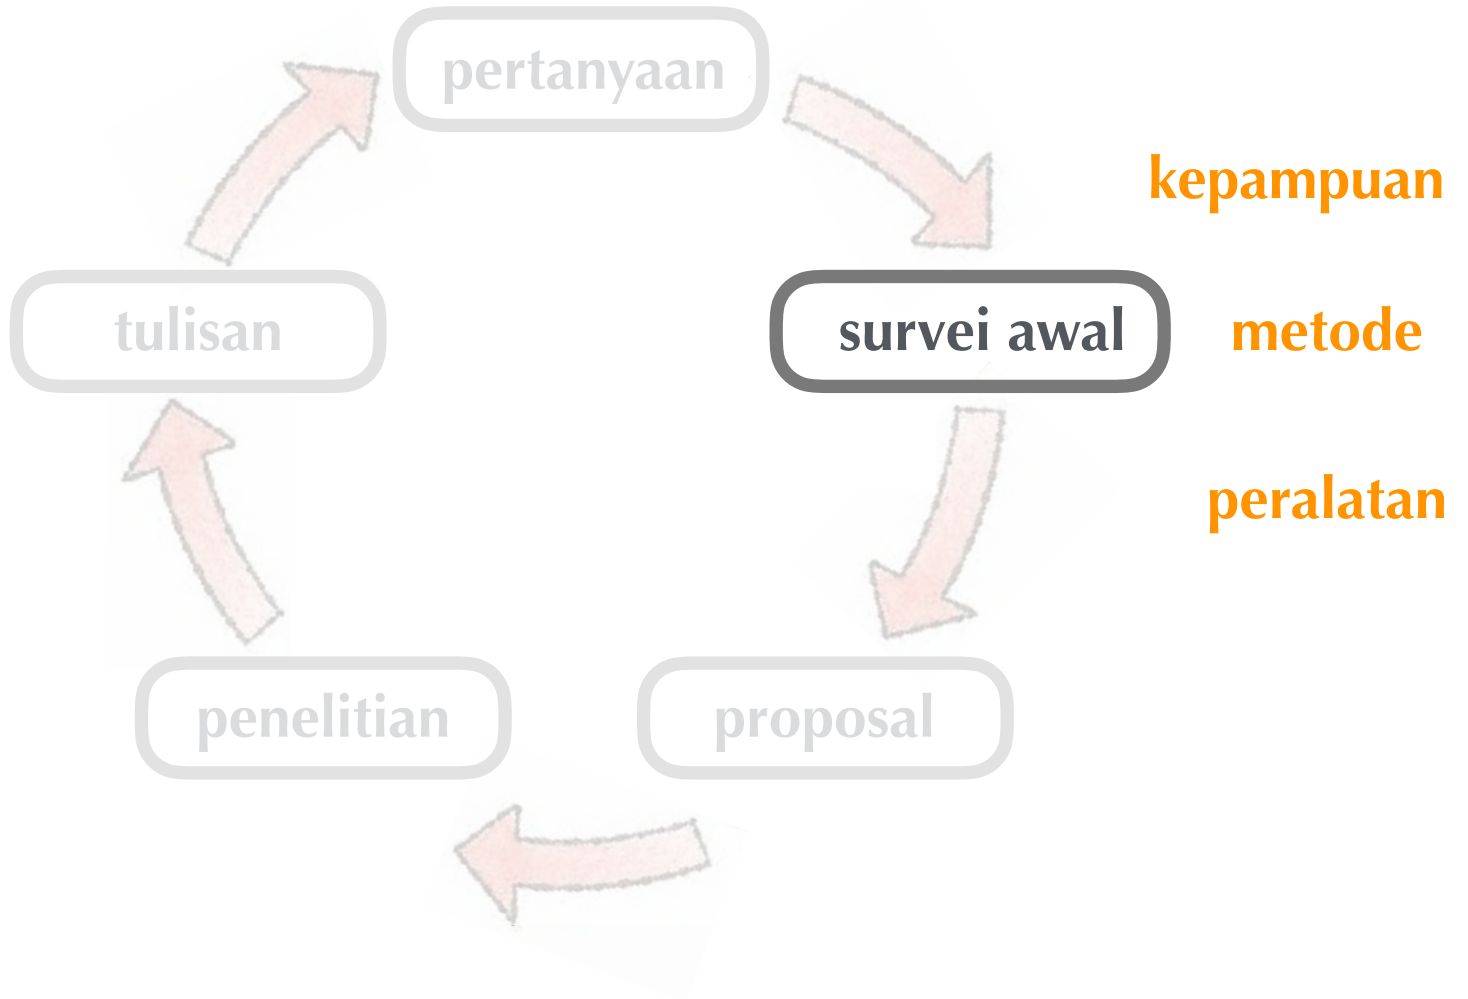 pertanyaan
kepampuan
survei awal
metode
peralatan
proposal
penelitian
tulisan